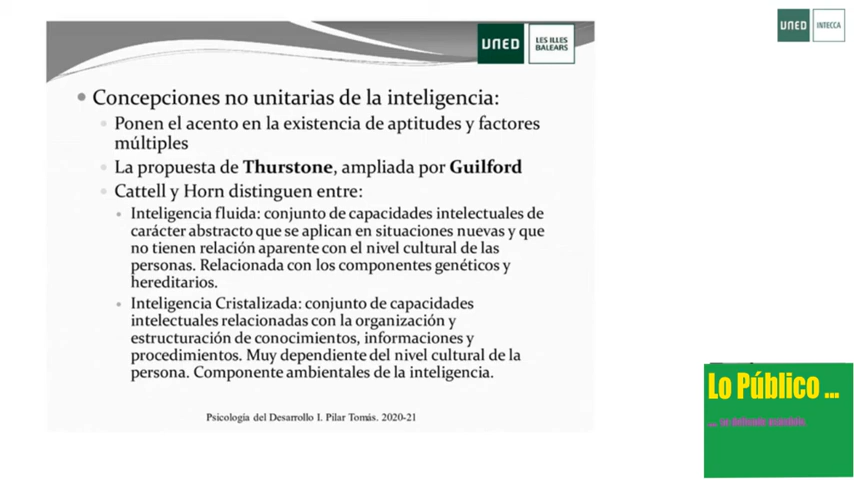 UNED
LES ILLES
BALEARS
UNED
INTECCA
Concepciones no unitarias de la inteligencia:
Ponen el acento en la existencia de aptitudes y factores
múltiples
La propuesta de Thurstone, ampliada por Guilford
Cattell y Horn distinguen entre:
Inteligencia fluida: conjunto de capacidades intelectuales de
carácter abstracto que se aplican en situaciones nuevas y que
no tienen relación aparente con el nivel cultural de las
personas. Relacionada con los componentes genéticos y
hereditarios.
Inteligencia Cristalizada: conjunto de capacidades
intelectuales relacionadas con la organización y
estructuración de conocimientos, informaciones y
procedimientos. Muy dependiente del nivel cultural de la
persona. Componente ambientales de la inteligencia.
Psicología del Desarrollo I. Pilar Tomás. 2020-21
Lo Público ...